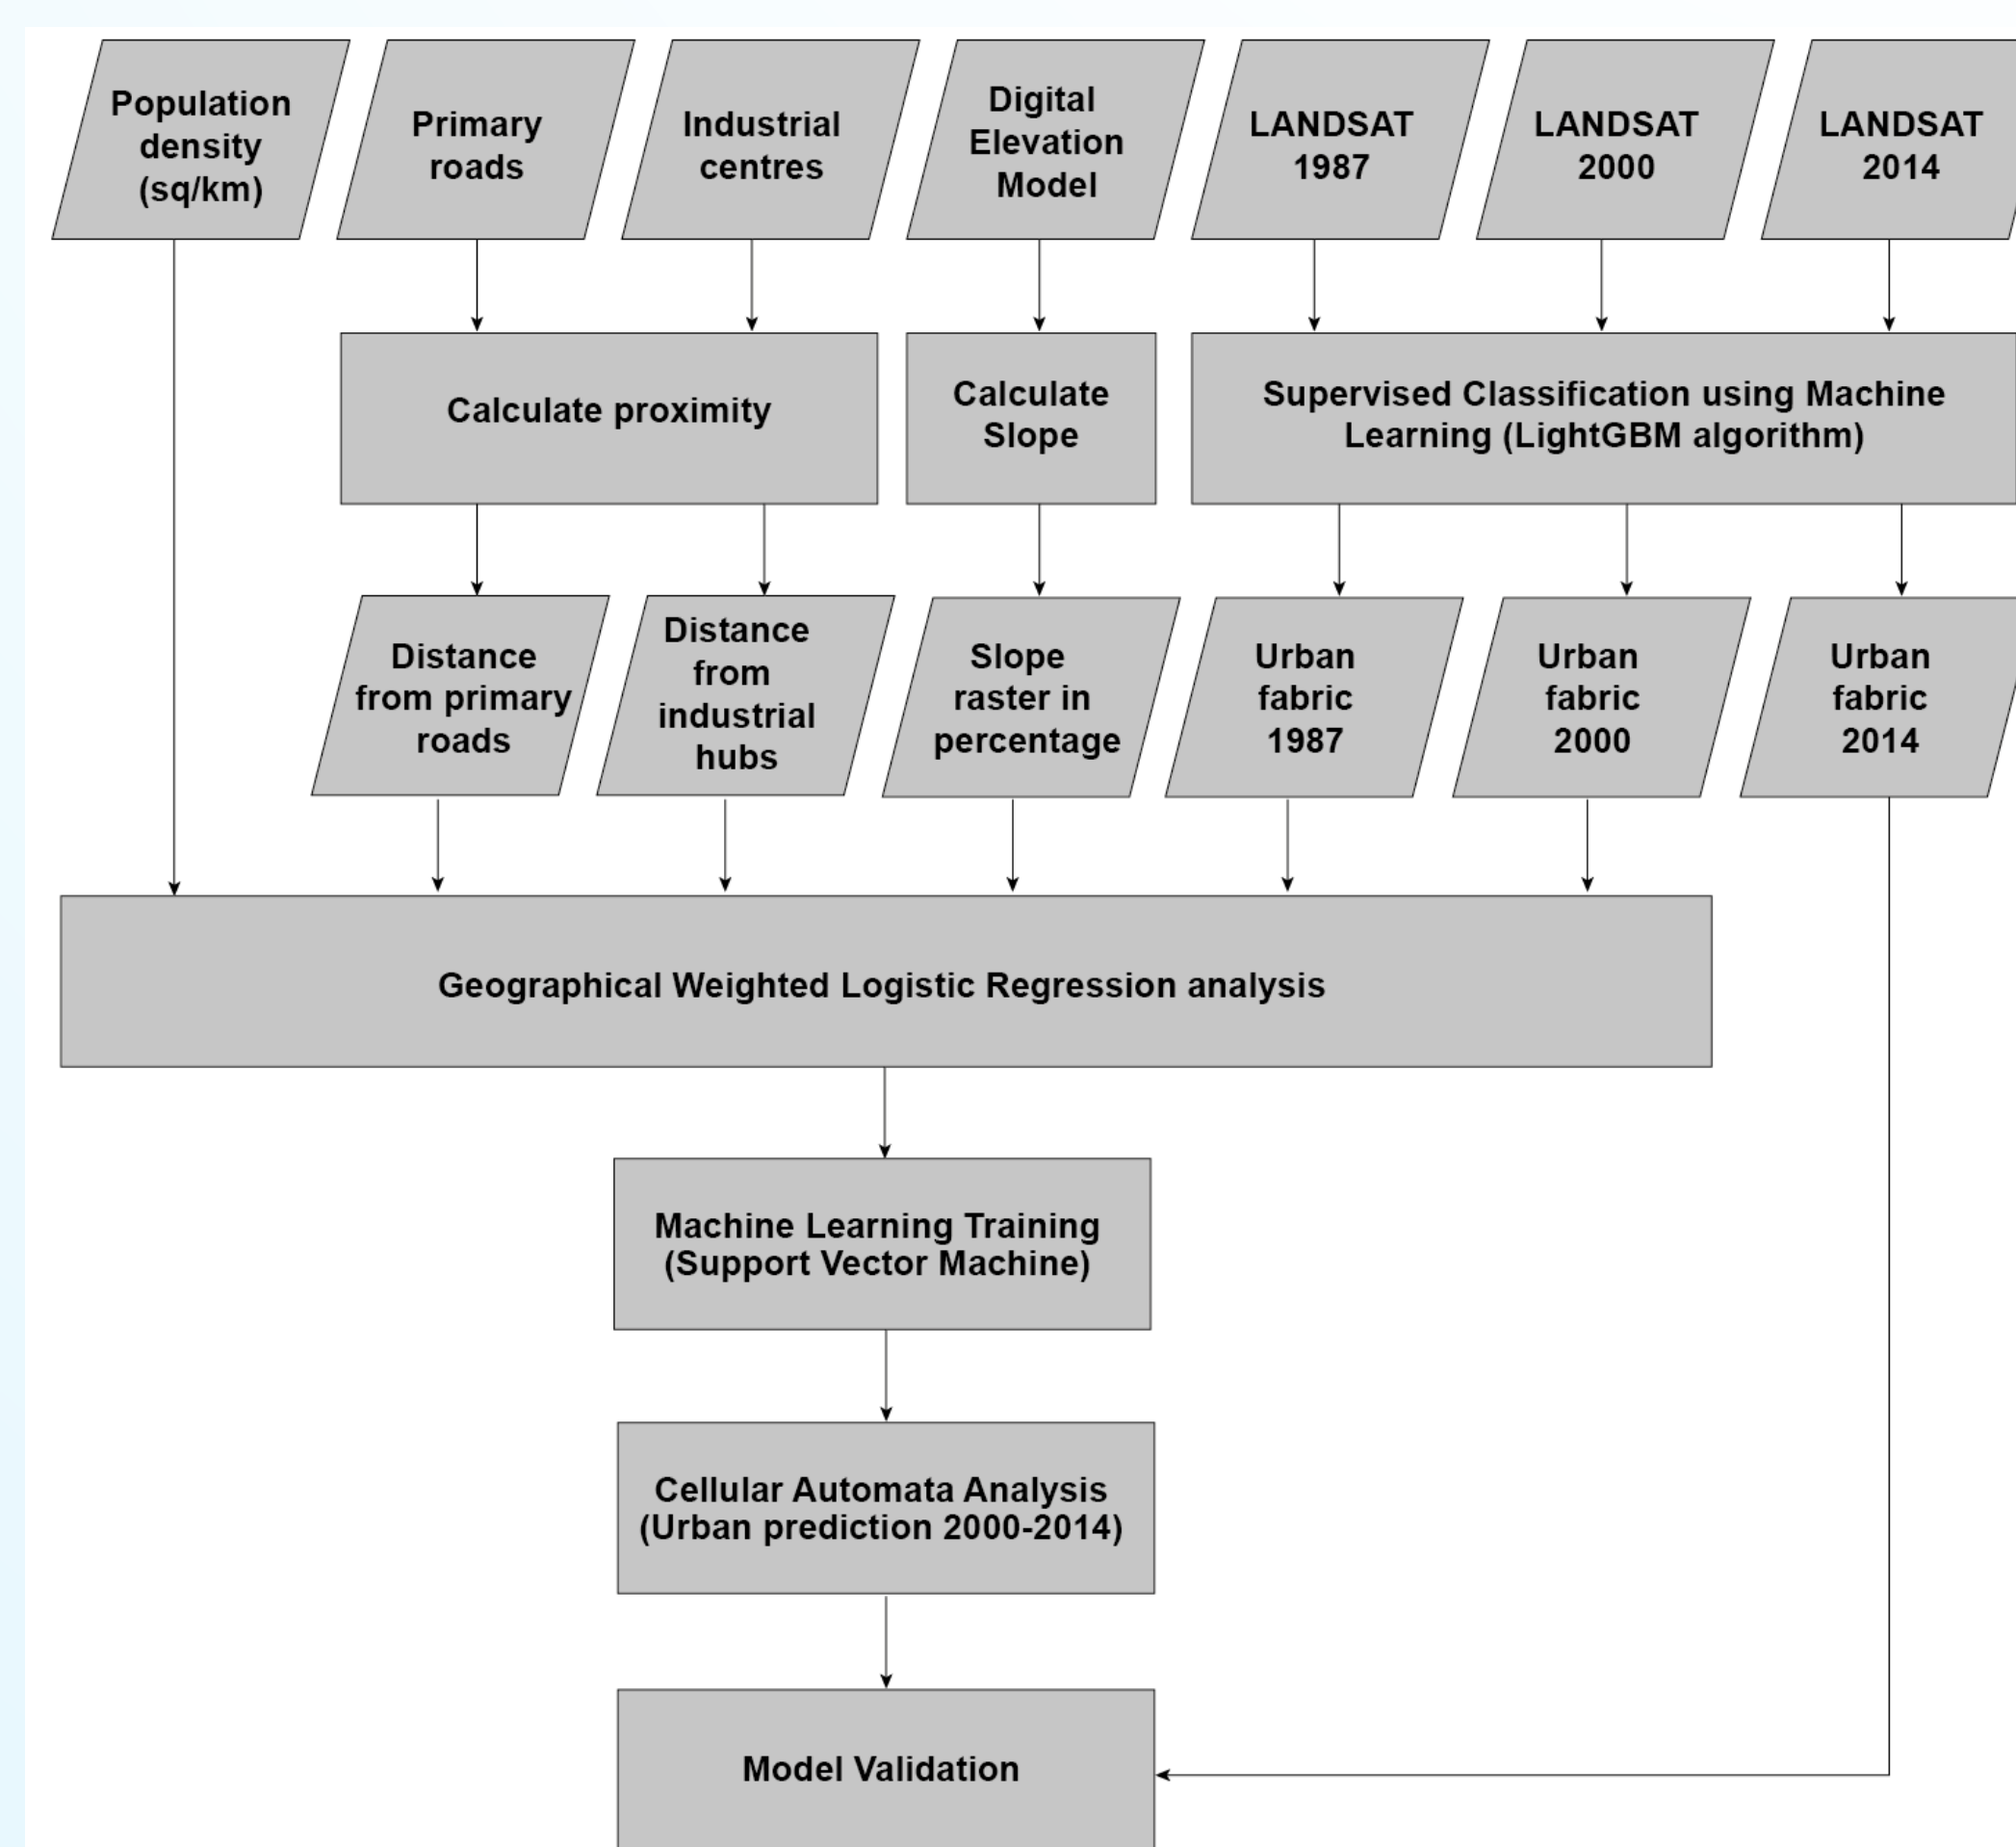 Population
density
(sq/km)
Primary
roads
Industrial
centres
Digital
Elevation
Model
LANDSAT
1987
LANDSAT
2000
LANDSAT
2014
Calculate proximity
Calculate
Slope
Supervised Classification using Machine
Learning (LightGBM algorithm)
Distance
from primary
roads
Distance
from
industrial
hubs
Slope
raster in
percentage
Urban
fabric
1987
Urban
fabric
2000
Urban
fabric
2014
Geographical Weighted Logistic Regression analysis
Machine Learning Training
(Support Vector Machine)
Cellular Automata Analysis
(Urban prediction 2000-2014)
Model Validation